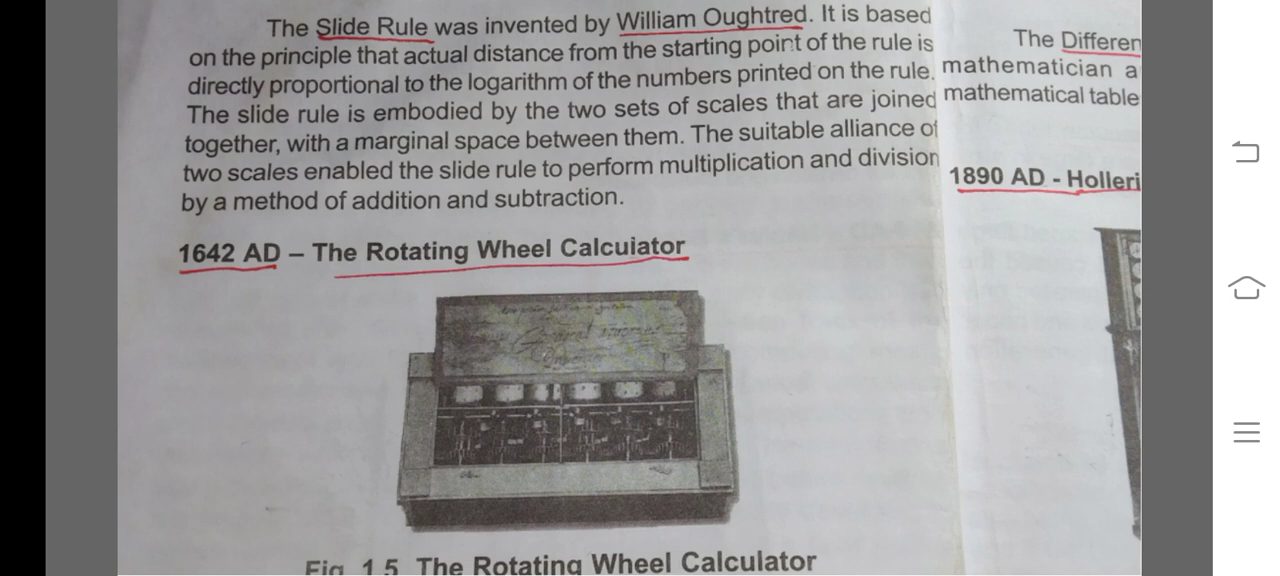 The Slide Rule was invented by William Oughtred. It is based
on the principle that actual distance from the starting point of the rule is
directly proportional to the logarithm of the numbers printed on the rule.
The slide rule is embodied by the two sets of scales that are joined
together, with a marginal space between them. The suitable alliance of
two scales enabled the slide rule to perform multiplication and division
by a method of addition and subtraction.
1642 AD – The Rotating Wheel Calculator
Fig 1.5 The Rotating Wheel Calculator
The Differen
mathematician a
mathematical table
1890 AD - Holleri